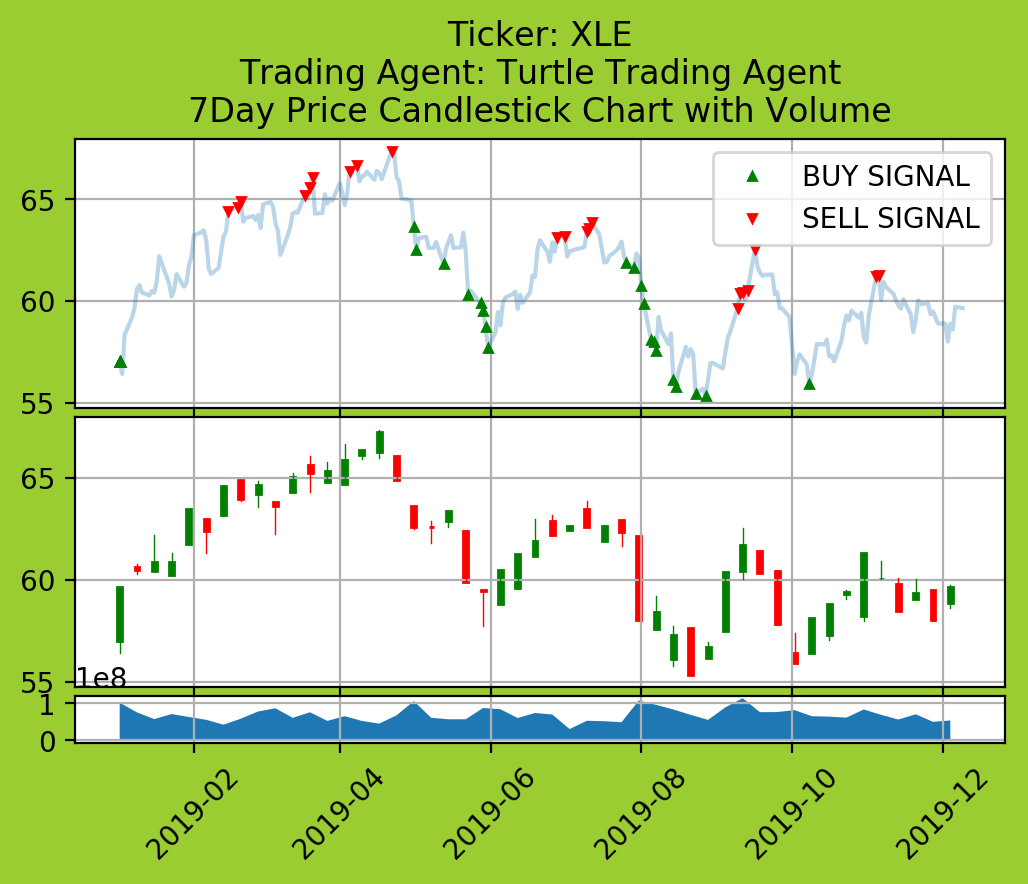 Ticker: XLE
Trading Agent: Turtle Trading Agent
7Day Price Candlestick Chart with Volume
BUY SIGNAL
SELL SIGNAL
65
60
55
65
60
55
1e8
1
0
2019-02
2019-04
2019-06
2019-08
2019-10
2019-12